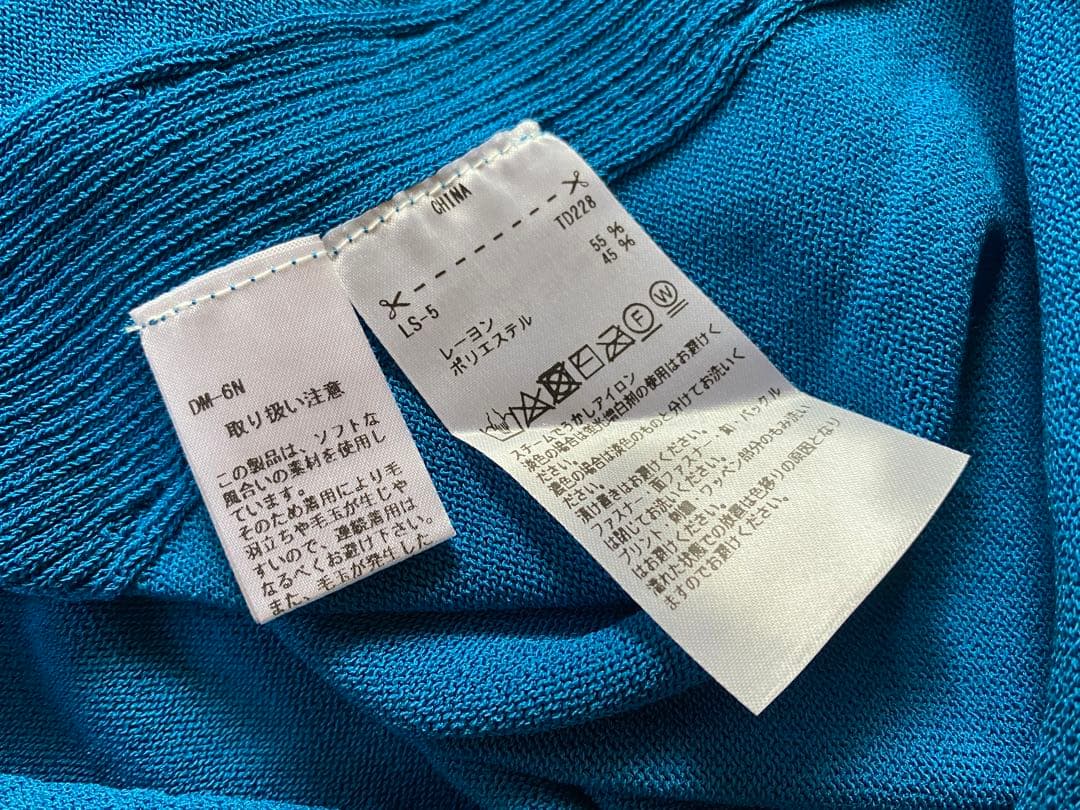 DM-6N
取り扱い注意
この製品は、ソフトな
風合いの素材を使用し
ています。
そのため着用により毛
羽立ちや毛玉が生じや
すいので、連続着用は
なるべくお避け下さい。
また、毛玉が発生した
CHINA
LS-5 TD228
レーヨン 55 %
ポリエステル 45 %
F W
スチームでうかしアイロン
淡色の場合は蛍光増白剤の使用はお避けく
ださい。
濃色の場合は淡色のものと分けてお洗いく
ださい。
漬け置きはお避けください。
ファスナー・面ファスナー・釦・バックル
は閉じてお洗いください。
プリント・刺繍・ワッペン部分のもみ洗い
はお避けください。
濡れた状態での放置は色移りの原因となり
ますのでお避けください